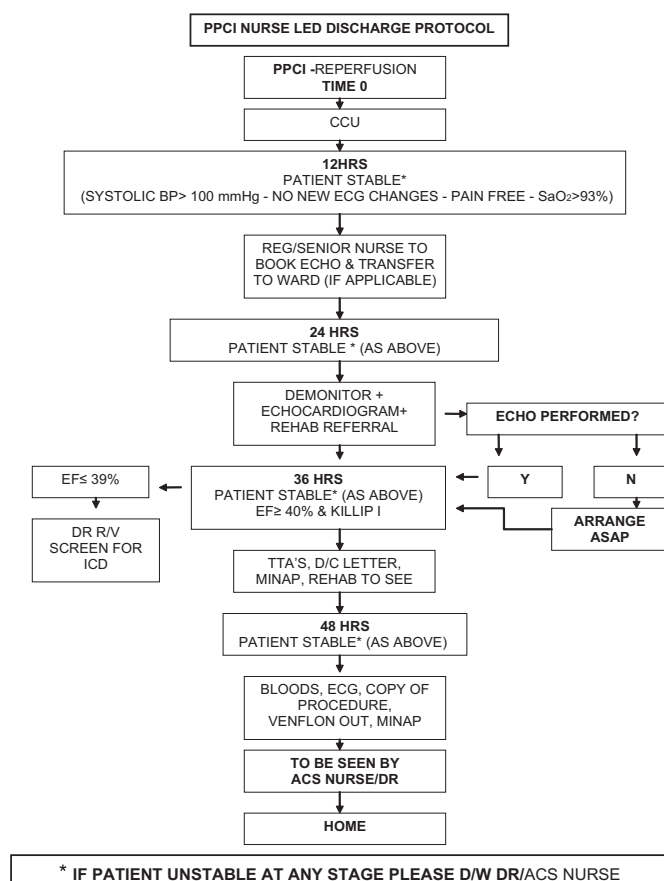 PPCI NURSE LED DISCHARGE PROTOCOL
PPCI -REPERFUSION
TIME 0
CCU
12HRS
PATIENT STABLE*
(SYSTOLIC BP> 100 mmHg - NO NEW ECG CHANGES - PAIN FREE - SaO2>93%)
REG/SENIOR NURSE TO
BOOK ECHO & TRANSFER
TO WARD (IF APPLICABLE)
24 HRS
PATIENT STABLE * (AS ABOVE)
DEMONITOR +
ECHOCARDIOGRAM+
REHAB REFERRAL
ECHO PERFORMED?
Y
N
ARRANGE
ASAP
36 HRS
PATIENT STABLE* (AS ABOVE)
EF≥ 40% & KILLIP I
EF≤ 39%
DR R/V
SCREEN FOR
ICD
TTA'S, D/C LETTER,
MINAP, REHAB TO SEE
48 HRS
PATIENT STABLE* (AS ABOVE)
BLOODS, ECG, COPY OF
PROCEDURE,
VENFLON OUT, MINAP
TO BE SEEN BY
ACS NURSE/DR
HOME
* IF PATIENT UNSTABLE AT ANY STAGE PLEASE D/W DR/ACS NURSE